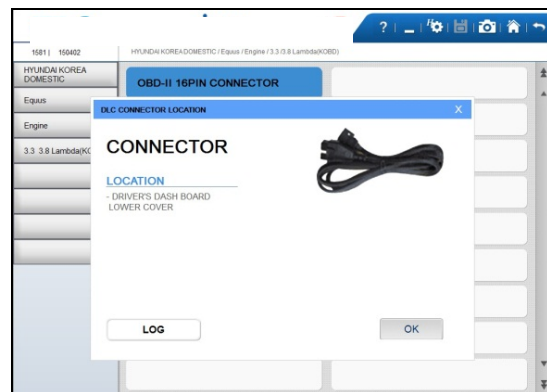 1581 | 150402
HYUNDAI KOREADOMESTIC / Equus / Engine / 3.3 /3.8 Lambda(KOBD)
HYUNDAI KOREA
DOMESTIC
Equus
Engine
3.3 3.8 Lambda(KO
OBD-II 16PIN CONNECTOR
DLC CONNECTOR LOCATION
X
CONNECTOR
LOCATION
- DRIVER'S DASH BOARD
LOWER COVER
LOG
OK